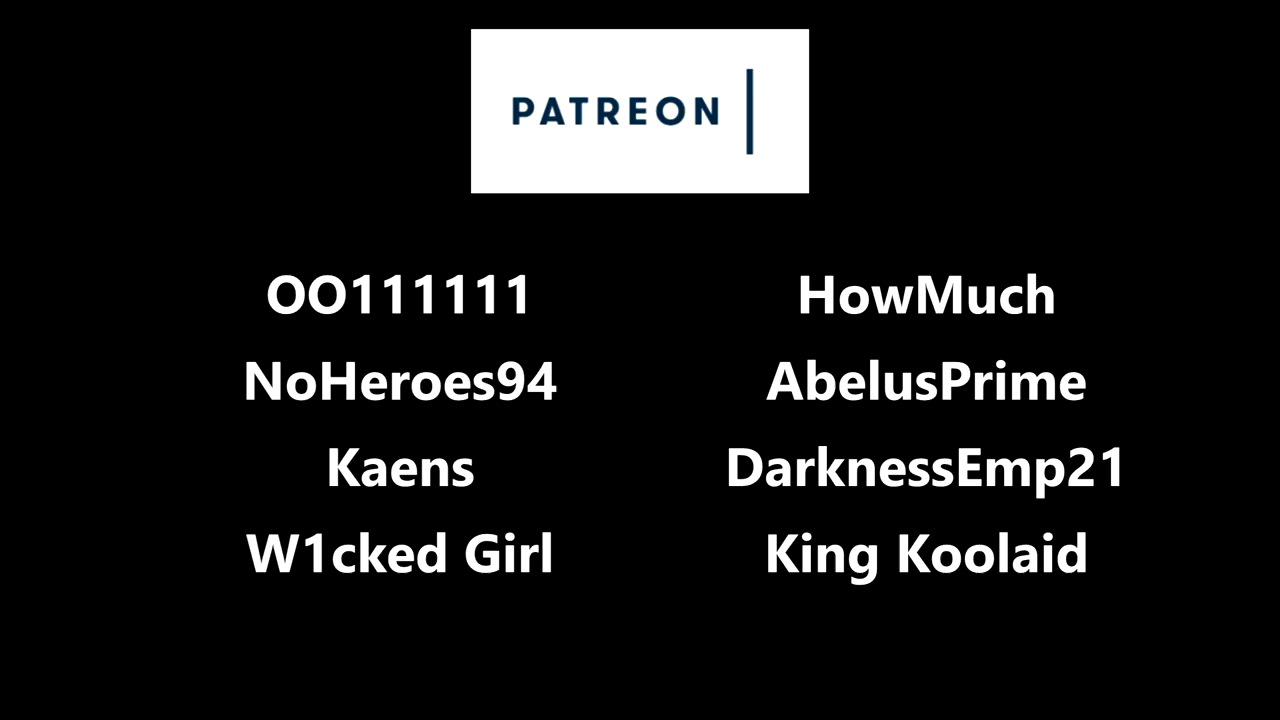 PATREON
OO111111
HowMuch
NoHeroes94
AbelusPrime
Kaens
DarknessEmp21
W1cked Girl
King Koolaid